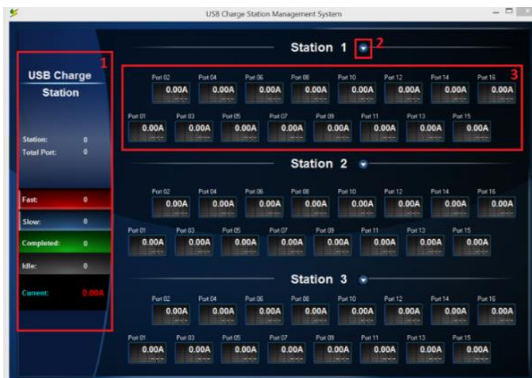 USB Charge Station Management System
1
USB Charge
Station
Station: 0
Total Port: 0
Fast: 0
Slow: 0
Completed: 0
Idle: 0
Current: 0.00A
Station 1
2
3
Port 02 Port 04 Port 06 Port 08 Port 10 Port 12 Port 14 Port 16
0.00A 0.00A 0.00A 0.00A 0.00A 0.00A 0.00A 0.00A
Port 01 Port 03 Port 05 Port 07 Port 09 Port 11 Port 13 Port 15
0.00A 0.00A 0.00A 0.00A 0.00A 0.00A 0.00A 0.00A
Station 2
Port 02 Port 04 Port 06 Port 08 Port 10 Port 12 Port 14 Port 16
0.00A 0.00A 0.00A 0.00A 0.00A 0.00A 0.00A 0.00A
Port 01 Port 03 Port 05 Port 07 Port 09 Port 11 Port 13 Port 15
0.00A 0.00A 0.00A 0.00A 0.00A 0.00A 0.00A 0.00A
Station 3
Port 02 Port 04 Port 06 Port 08 Port 10 Port 12 Port 14 Port 16
0.00A 0.00A 0.00A 0.00A 0.00A 0.00A 0.00A 0.00A
Port 01 Port 03 Port 05 Port 07 Port 09 Port 11 Port 13 Port 15
0.00A 0.00A 0.00A 0.00A 0.00A 0.00A 0.00A 0.00A